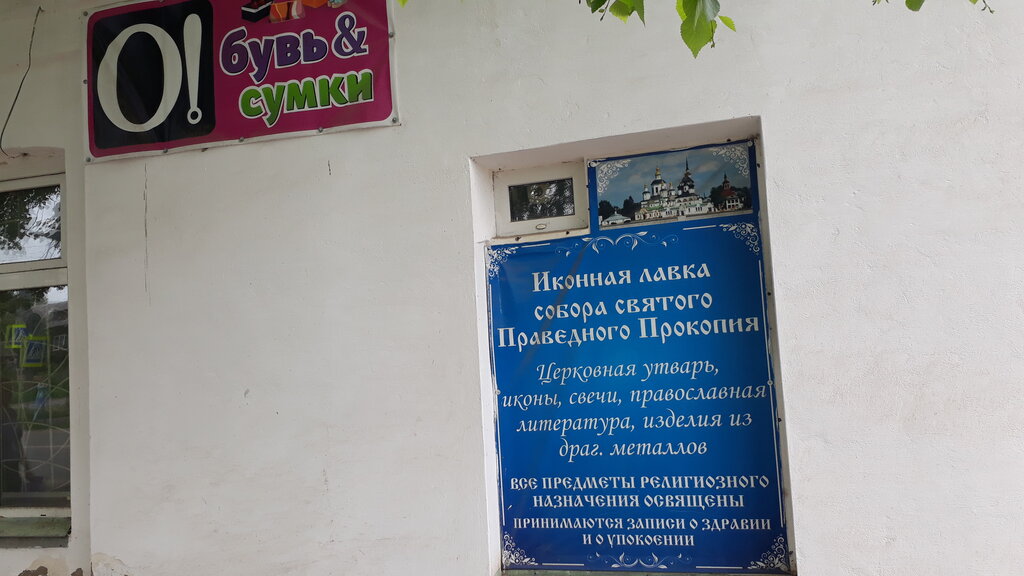 О!
бувь &
сумки
Иконная лавка
собора святого
Праведного Прокопия
Церковная утварь,
иконы, свечи, православная
литература, изделия из
драг. металлов
ВСЕ ПРЕДМЕТЫ РЕЛИГИОЗНОГО
НАЗНАЧЕНИЯ ОСВЯЩЕНЫ
ПРИНИМАЮТСЯ ЗАПИСИ О ЗДРАВИИ
И О УПОКОЕНИИ